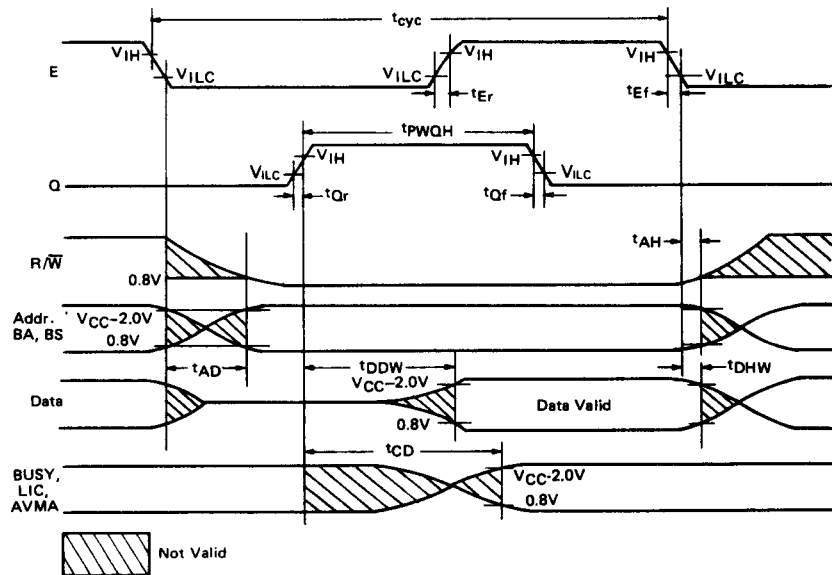 tcyc
E
VIH
VILC
VILC
VIH
tEr
VIH
tEf
VILC
tPWQH
Q
VILC
VIH
tQr
VIH
tQf
VILC
R/W̅
0.8V
tAH
Addr.
BA, BS
VCC-2.0V
0.8V
tAD
tDDW
tDHW
Data
VCC-2.0V
0.8V
Data Valid
tCD
BUSY,
LIC,
AVMA
VCC-2.0V
0.8V
Not Valid